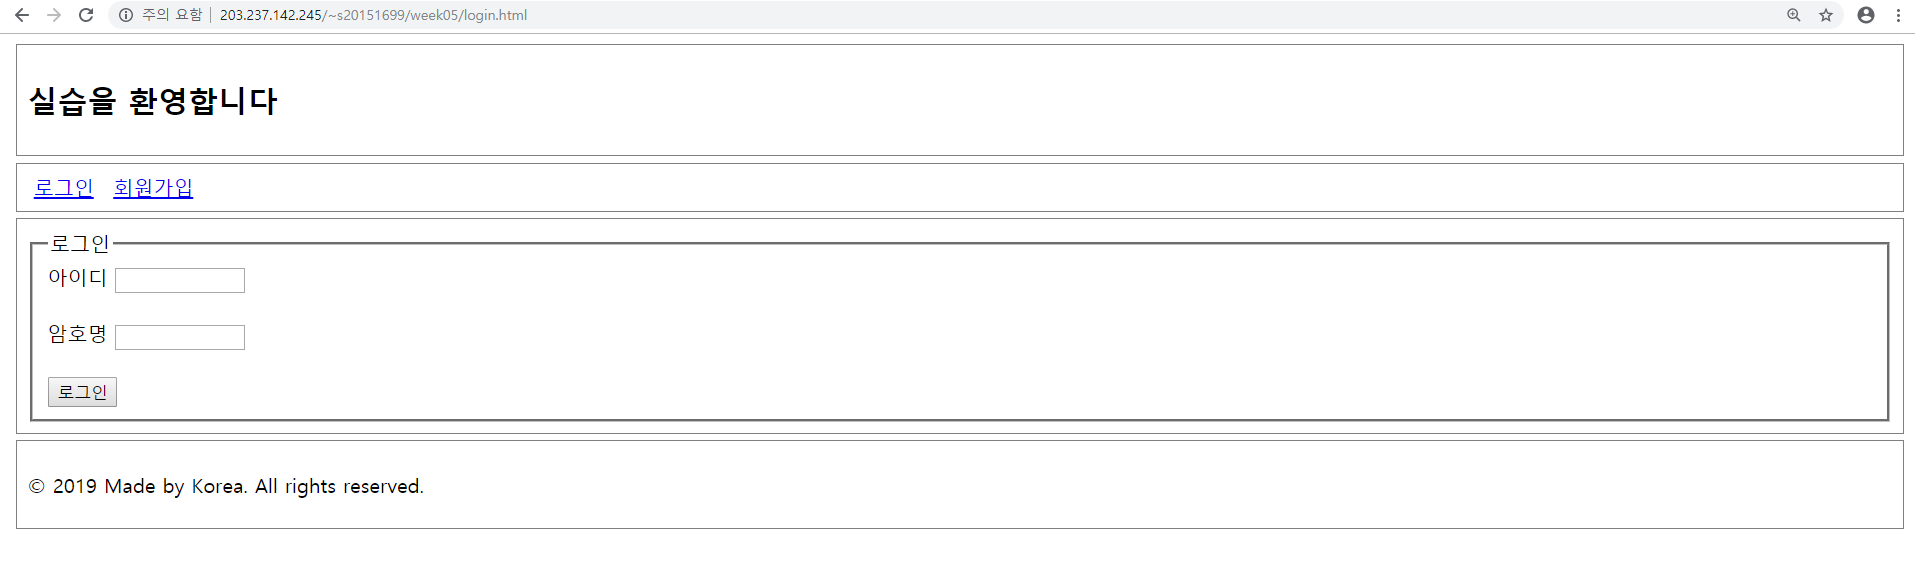 주의 요함 | 203.237.142.245/~s20151699/week05/login.html
실습을 환영합니다
로그인 회원가입
로그인
아이디
암호명
로그인
© 2019 Made by Korea. All rights reserved.